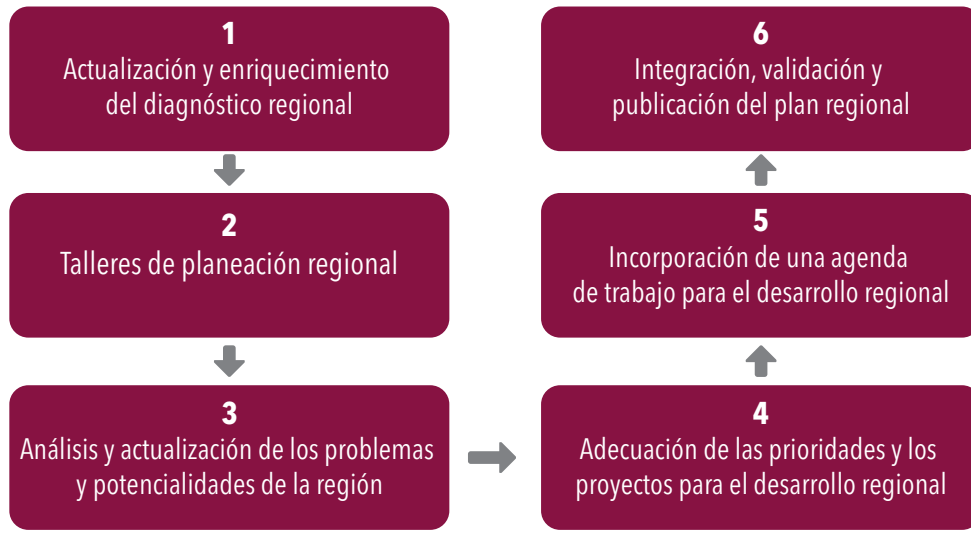 1
Actualización y enriquecimiento
del diagnóstico regional
2
Talleres de planeación regional
3
Análisis y actualización de los problemas
y potencialidades de la región
4
Adecuación de las prioridades y los
proyectos para el desarrollo regional
5
Incorporación de una agenda
de trabajo para el desarrollo regional
6
Integración, validación y
publicación del plan regional